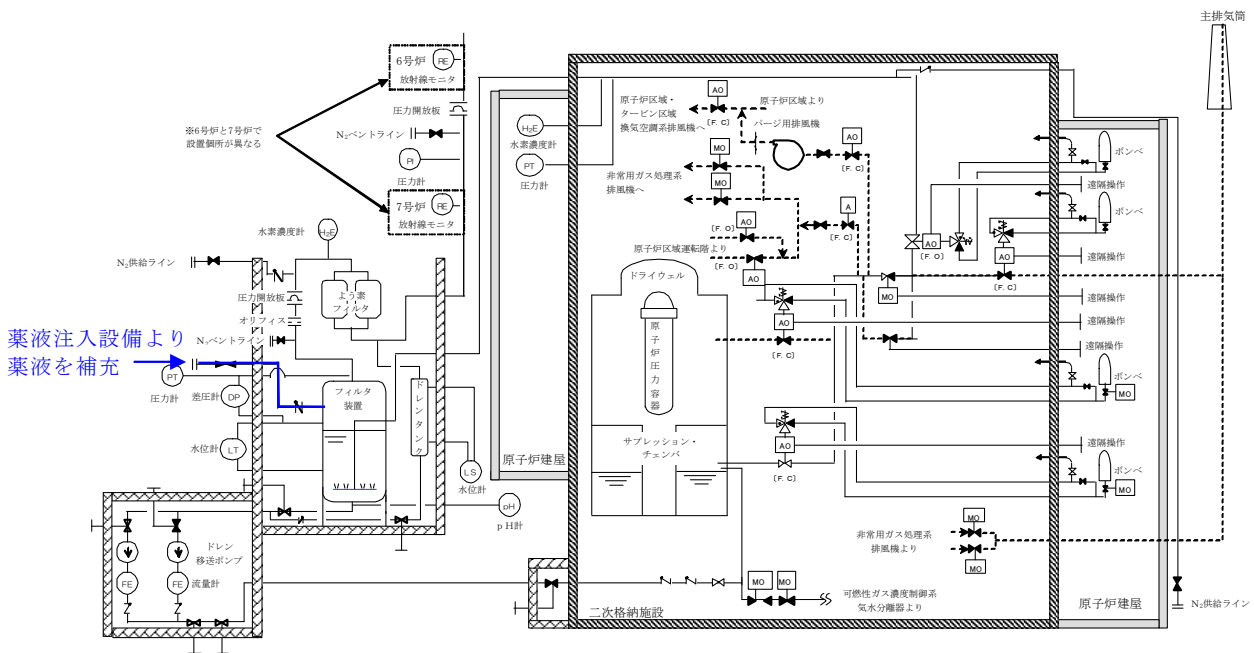 主排気筒
6号炉
RE
放射線モニタ
圧力開放板
※6号炉と7号炉で
設置個所が異なる
N₂ベントライン
PI
圧力計
7号炉
RE
放射線モニタ
水素濃度計
H₂E
N₂供給ライン
圧力開放板
よう素
フィルタ
オリフィス
N₂ベントライン
薬液注入設備より
薬液を補充
PT
圧力計
差圧計
DP
フィルタ
装置
ドレンタンク
水位計
LT
LS
水位計
pH
pH計
ドレン
移送ポンプ
FE
FE
流量計
H₂E
水素濃度計
PT
圧力計
原子炉建屋
原子炉区域・
タービン区域
換気空調系排風機へ
AO
(F. C)
原子炉区域より
パージ用排風機
AO
(F. C)
MO
非常用ガス処理系
排風機へ
MO
A
(F. C)
(F. O)
AO
原子炉区域運転階より
(F. O)
AO
ドライウェル
原子炉圧力容器
サプレッション・
チェンバ
AO
(F. C)
AO
(F. C)
AO
(F. O)
AO
(F. C)
MO
ボンベ
遠隔操作
ボンベ
遠隔操作
遠隔操作
遠隔操作
遠隔操作
遠隔操作
ボンベ
MO
遠隔操作
ボンベ
MO
MO
非常用ガス処理系
排風機より
MO
MO
MO
可燃性ガス濃度制御系
気水分離器より
二次格納施設
原子炉建屋
N₂供給ライン